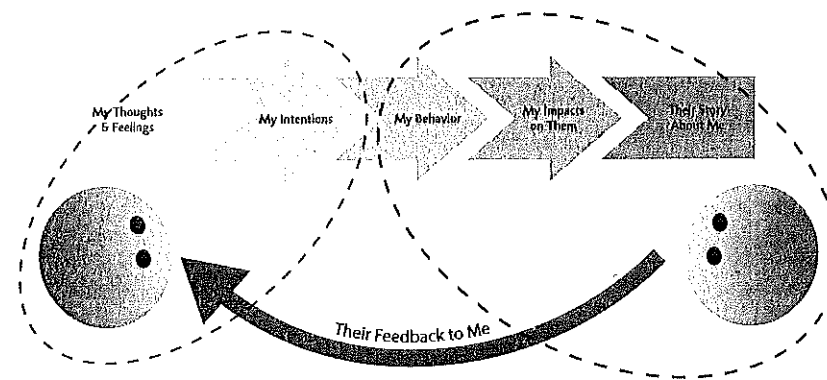 My Thoughts
& Feelings
My Intentions
My Behavior
My Impacts
on Them
Their Story
About Me
Their Feedback to Me